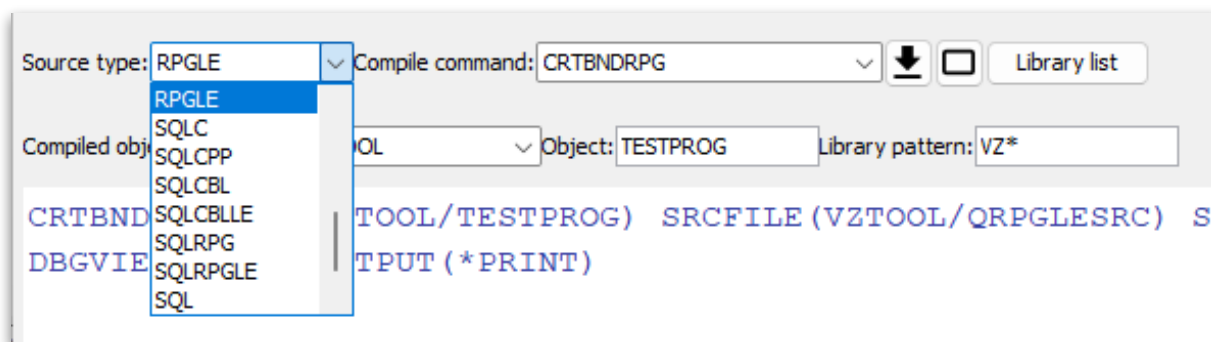 Source type: RPGLE Compile command: CRTBNDRPG Library list
RPGLE
SQLC
Compiled obj OL Object: TESTPROG Library pattern: VZ*
SQLCPP
SQLCBL
CRTBND TOOL/TESTPROG) SRCFILE(VZTOOL/QRPGLESRC) S
SQLCBLLE
SQLRPG
DBGVIE TPUT(*PRINT)
SQLRPGLE
SQL